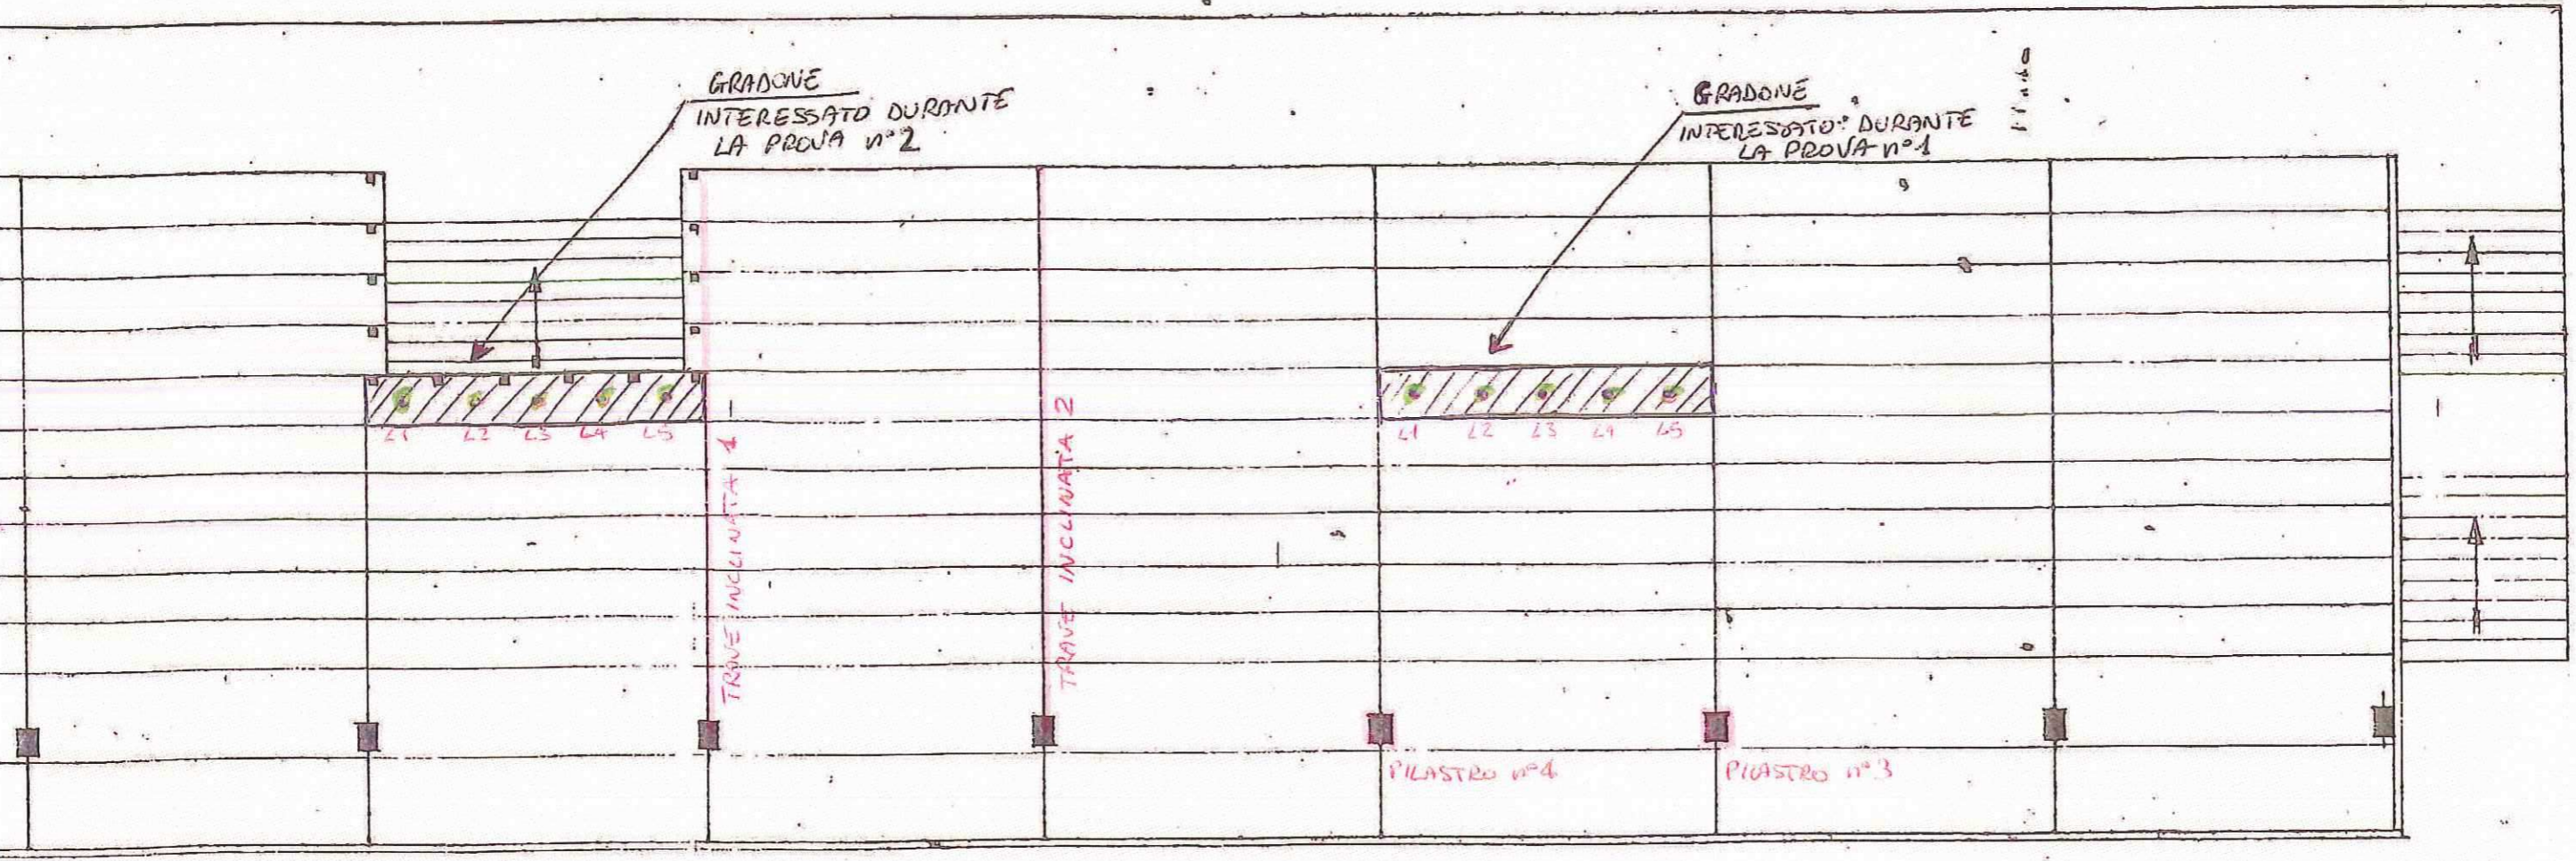 GRADONE
INTERESSATO DURANTE
LA PROVA n°2
GRADONE
INTERESSATO DURANTE
LA PROVA n°1
L1 L2 L3 L4 L5
L1 L2 L3 L4 L5
TRAVE INCLINATA 1
TRAVE INCLINATA 2
PILASTRO n°4
PILASTRO n°3